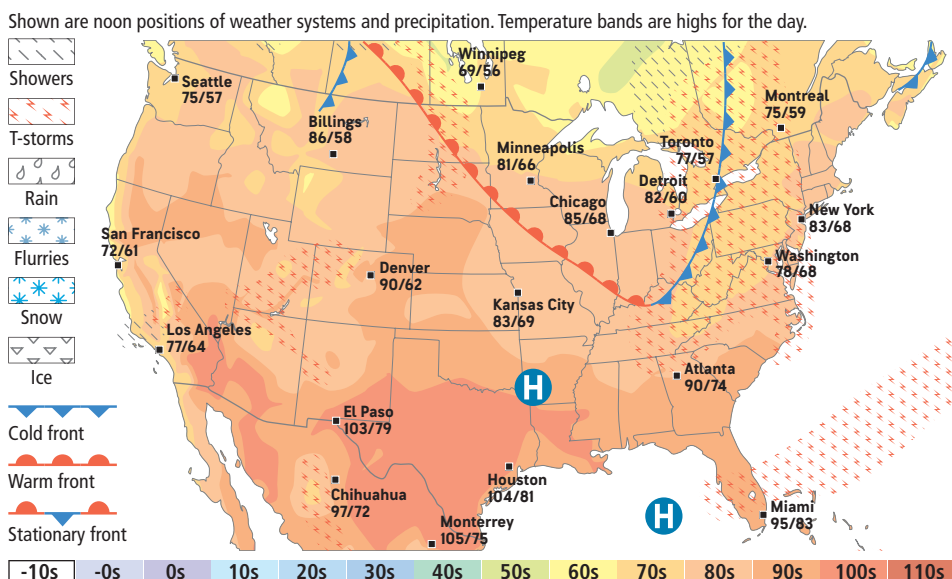 Shown are noon positions of weather systems and precipitation. Temperature bands are highs for the day.
Showers
T-storms
Rain
Flurries
Snow
Ice
Cold front
Warm front
Stationary front
Seattle
75/57
Winnipeg
69/56
Billings
86/58
Montreal
75/59
Minneapolis
81/66
Toronto
77/57
Detroit
82/60
Chicago
85/68
New York
83/68
San Francisco
72/61
Washington
78/68
Denver
90/62
Kansas City
83/69
Los Angeles
77/64
Atlanta
90/74
H
El Paso
103/79
Houston
104/81
Chihuahua
97/72
H
Miami
95/83
Monterrey
105/75
-10s -0s 0s 10s 20s 30s 40s 50s 60s 70s 80s 90s 100s 110s